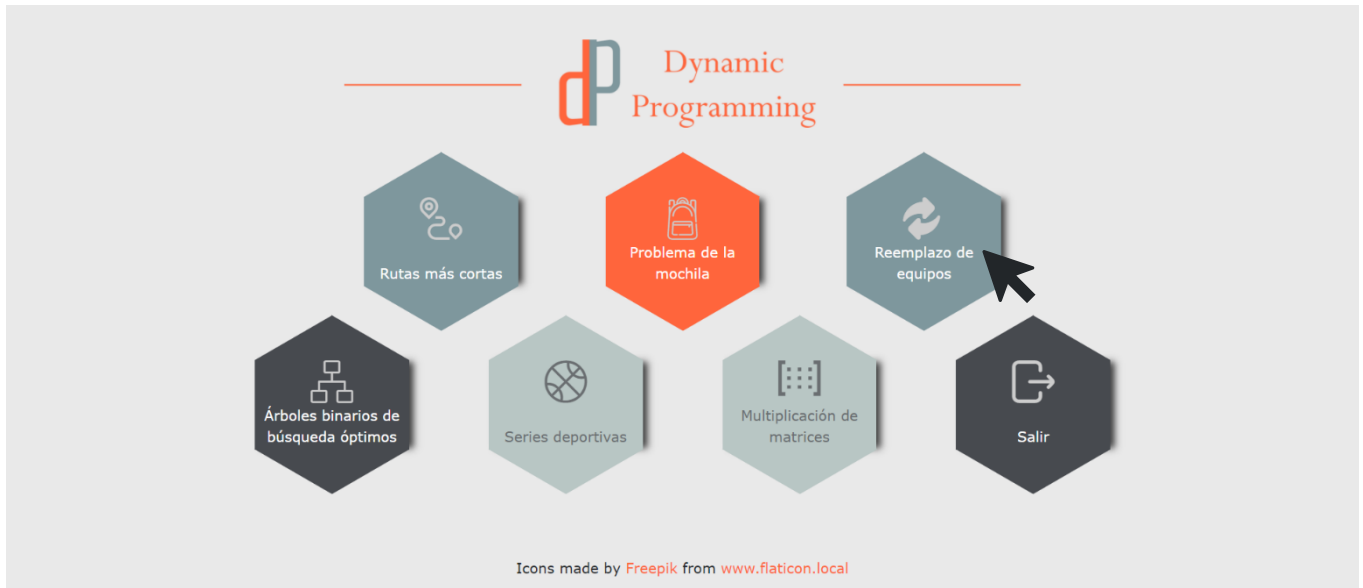 dp
Dynamic
Programming
Rutas más cortas
Problema de la
mochila
Reemplazo de
equipos
Árboles binarios de
búsqueda óptimos
Series deportivas
Multiplicación de
matrices
Salir
Icons made by Freepik from www.flaticon.local